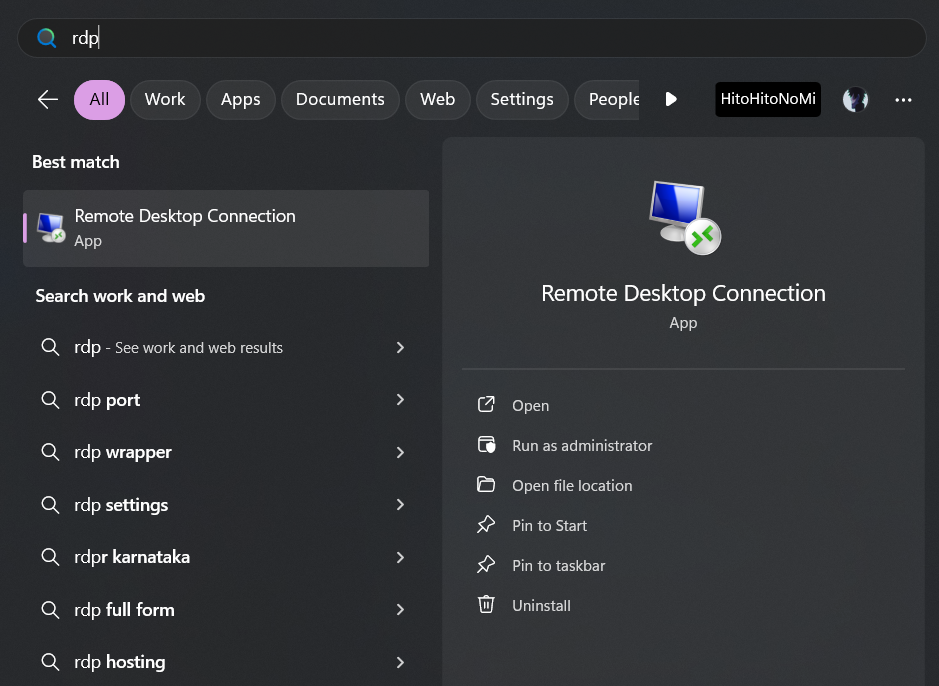 rdp
All Work Apps Documents Web Settings People HitoHitoNoMi
Best match
Remote Desktop Connection
App
Search work and web
rdp - See work and web results
rdp port
rdp wrapper
rdp settings
rdpr karnataka
rdp full form
rdp hosting
Remote Desktop Connection
App
Open
Run as administrator
Open file location
Pin to Start
Pin to taskbar
Uninstall